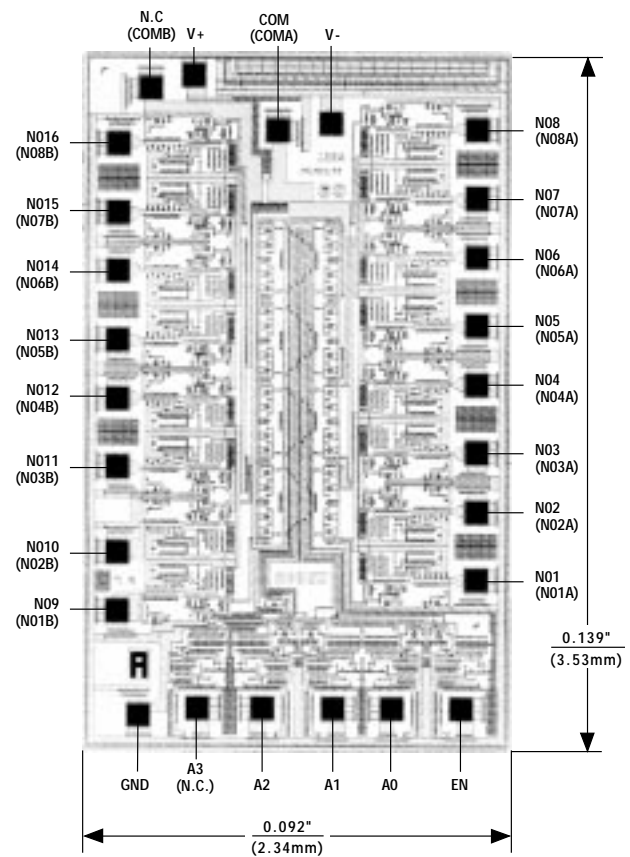 N.C
(COMB)
V+
COM
(COMA)
V-
N016
(N08B)
N015
(N07B)
N014
(N06B)
N013
(N05B)
N012
(N04B)
N011
(N03B)
N010
(N02B)
N09
(N01B)
N08
(N08A)
N07
(N07A)
N06
(N06A)
N05
(N05A)
N04
(N04A)
N03
(N03A)
N02
(N02A)
N01
(N01A)
0.139"
(3.53mm)
A
GND
A3
(N.C.)
A2
A1
A0
EN
0.092"
(2.34mm)